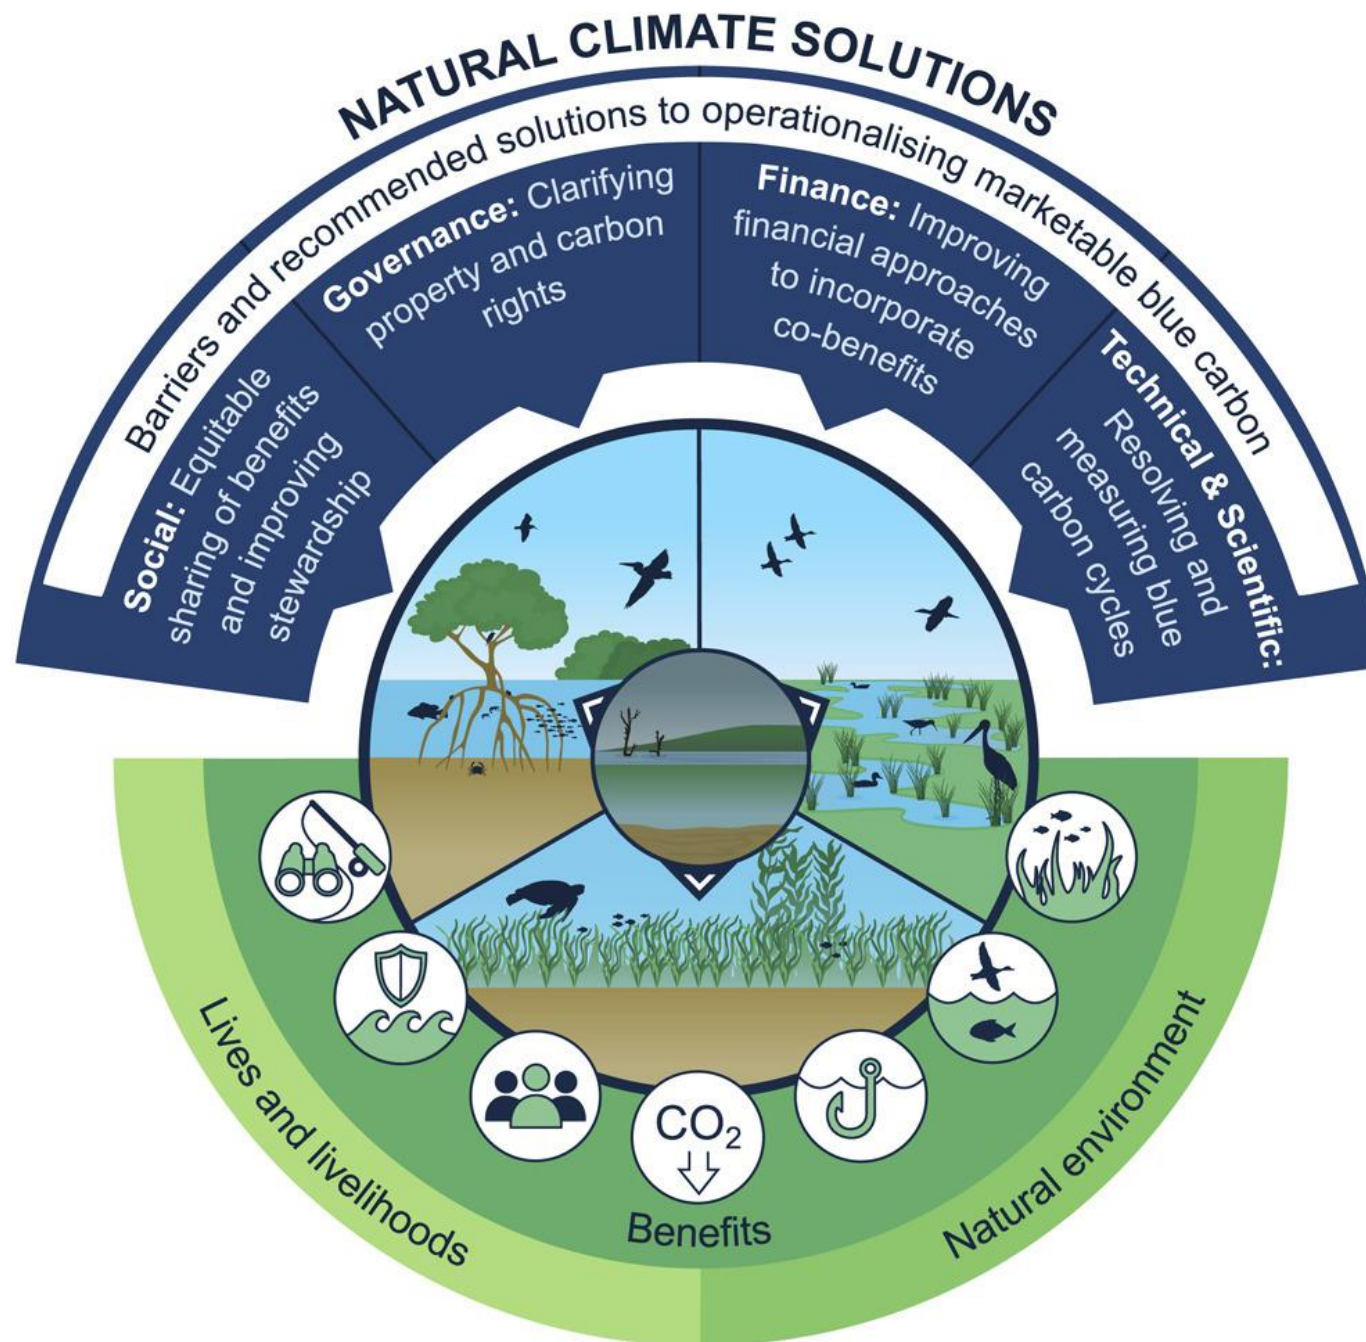 NATURAL CLIMATE SOLUTIONS
Barriers and recommended solutions to operationalising marketable blue carbon
Social: Equitable
sharing of benefits
and improving
stewardship
Governance: Clarifying
property and carbon
rights
Finance: Improving
financial approaches
to incorporate
co-benefits
Technical & Scientific:
Resolving and
measuring blue
carbon cycles
CO₂
Benefits
Lives and livelihoods
Natural environment